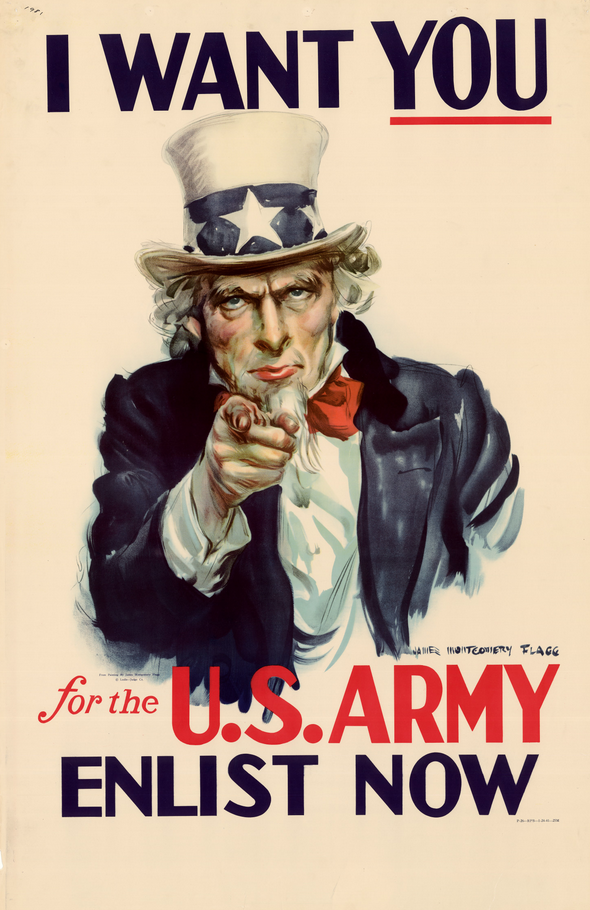 I WANT YOU
JAMES MONTGOMERY FLAGG
for the U.S. ARMY
ENLIST NOW